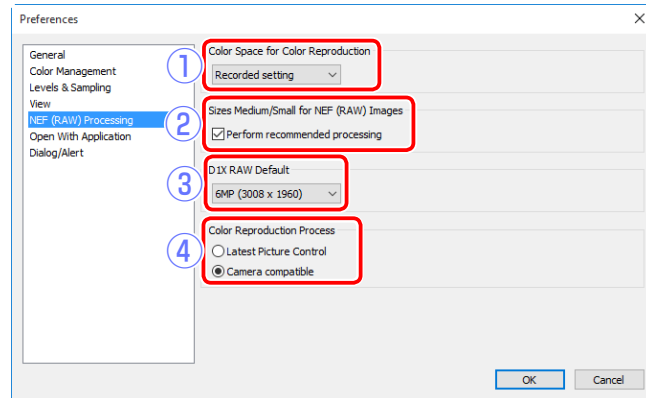 Preferences
General
Color Management
Levels & Sampling
View
NEF (RAW) Processing
Open With Application
Dialog/Alert
1
Color Space for Color Reproduction
Recorded setting
2
Sizes Medium/Small for NEF (RAW) Images
Perform recommended processing
3
D1X RAW Default
6MP (3008 x 1960)
4
Color Reproduction Process
Latest Picture Control
Camera compatible
OK
Cancel